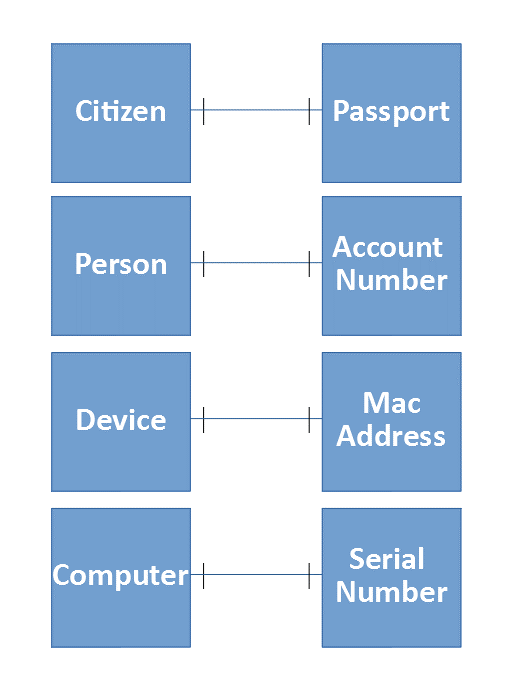 Citizen
Passport
Person
Account
Number
Device
Mac
Address
Computer
Serial
Number